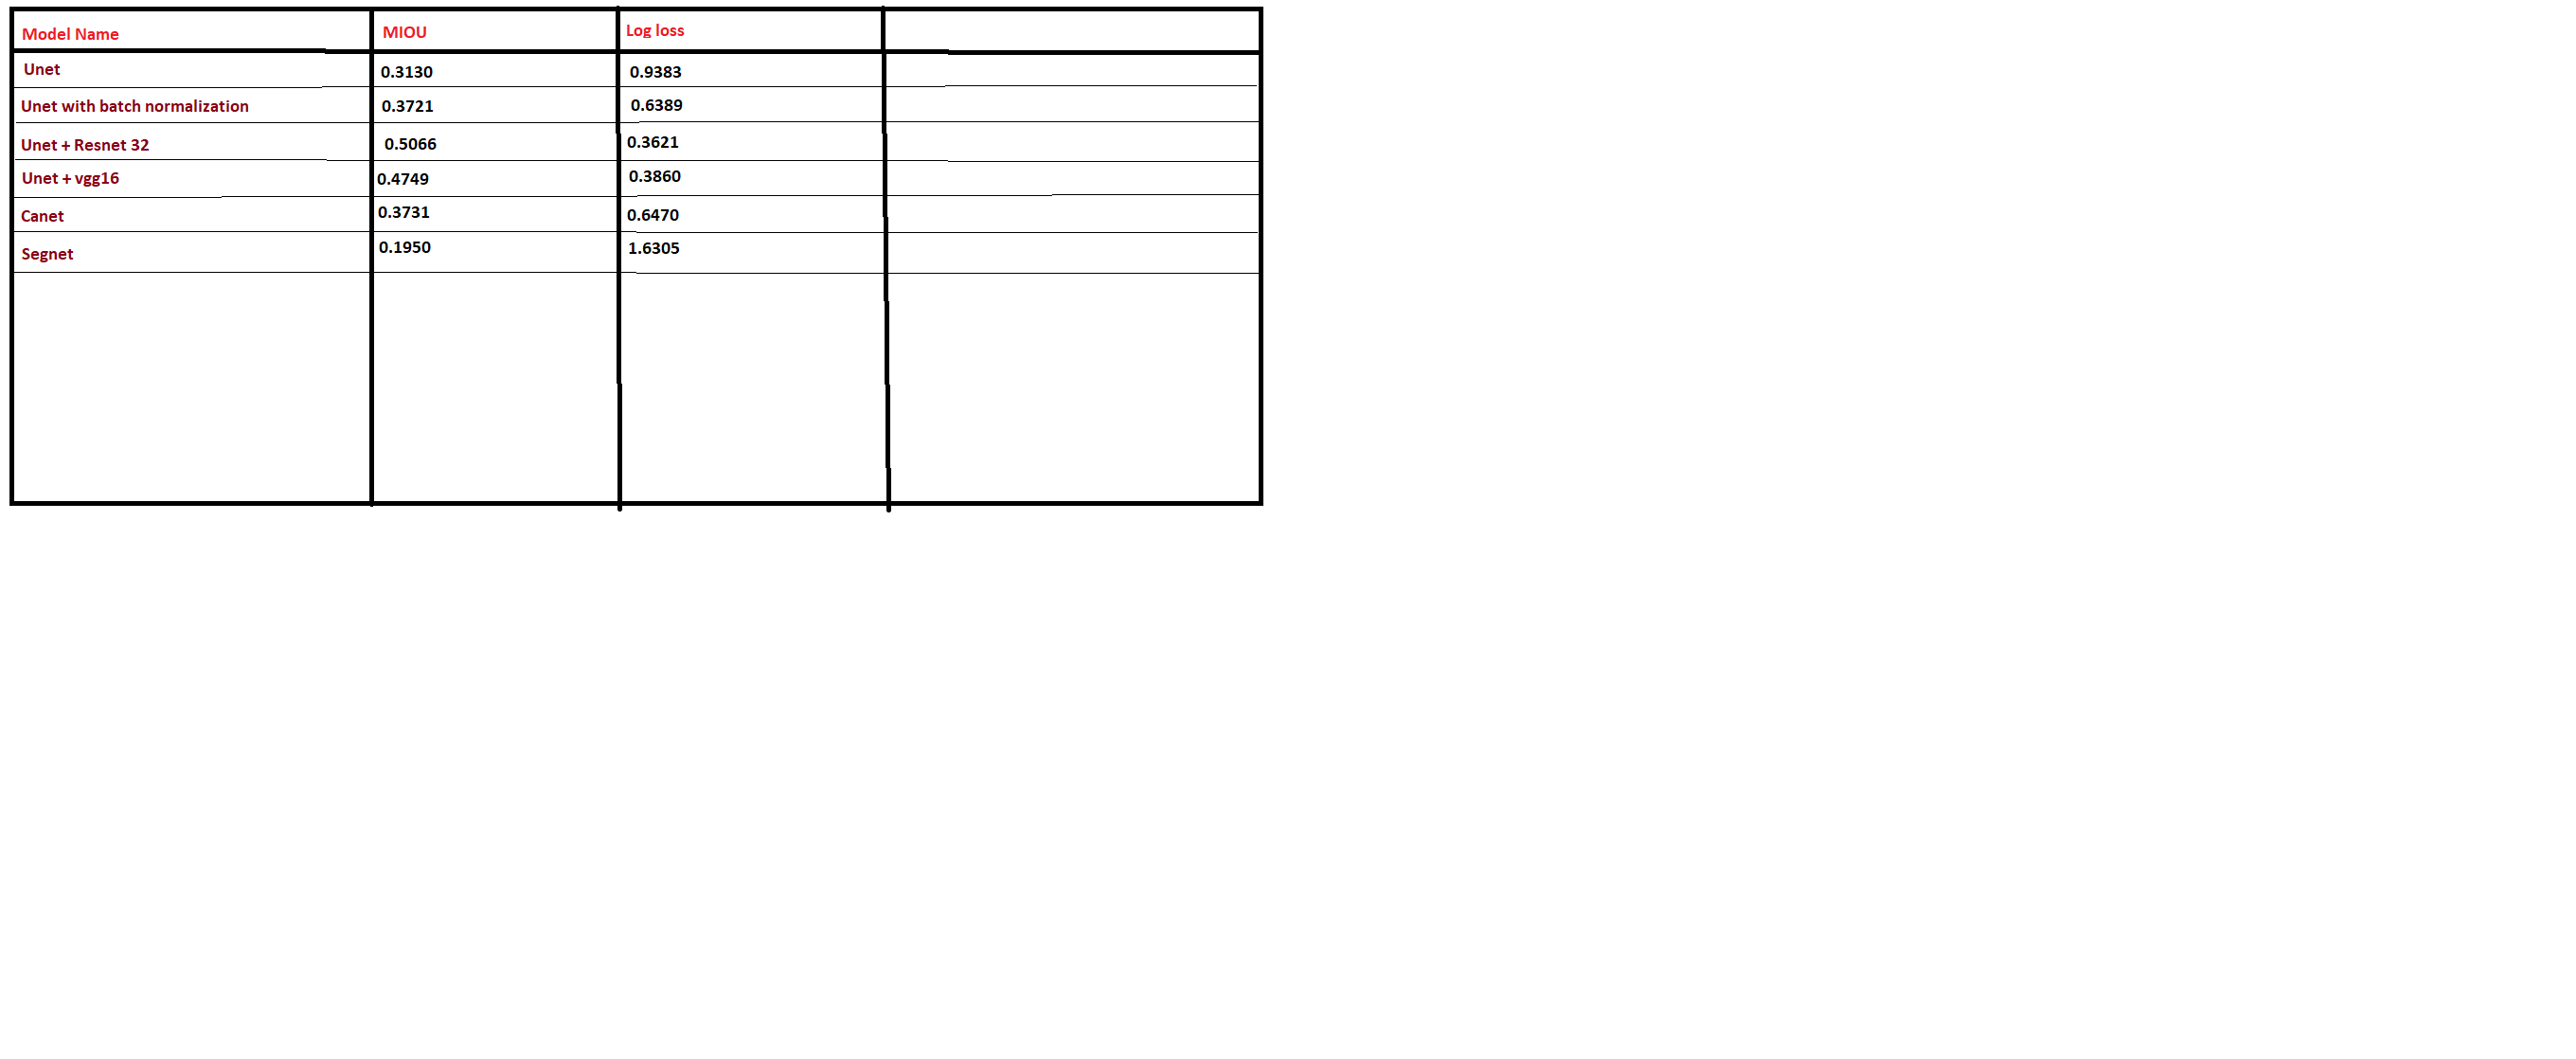 Model Name MIOU Log loss
Unet 0.3130 0.9383
Unet with batch normalization 0.3721 0.6389
Unet + Resnet 32 0.5066 0.3621
Unet + vgg16 0.4749 0.3860
Canet 0.3731 0.6470
Segnet 0.1950 1.6305